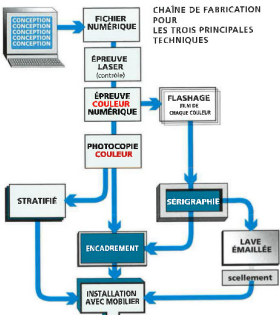 CHAÎNE DE FABRICATION
POUR
LES TROIS PRINCIPALES
TECHNIQUES
CONCEPTION
CONCEPTION
CONCEPTION
CONCEPTION
CONCEPTION
FICHIER
NUMÉRIQUE
ÉPREUVE
LASER
(contrôle)
ÉPREUVE
COULEUR
NUMÉRIQUE
FLASHAGE
FILM DE
CHAQUE COULEUR
PHOTOCOPIE
COULEUR
STRATIFIÉ
SÉRIGRAPHIE
ENCADREMENT
LAVE
ÉMAILLÉE
scellement
INSTALLATION
AVEC MOBILIER